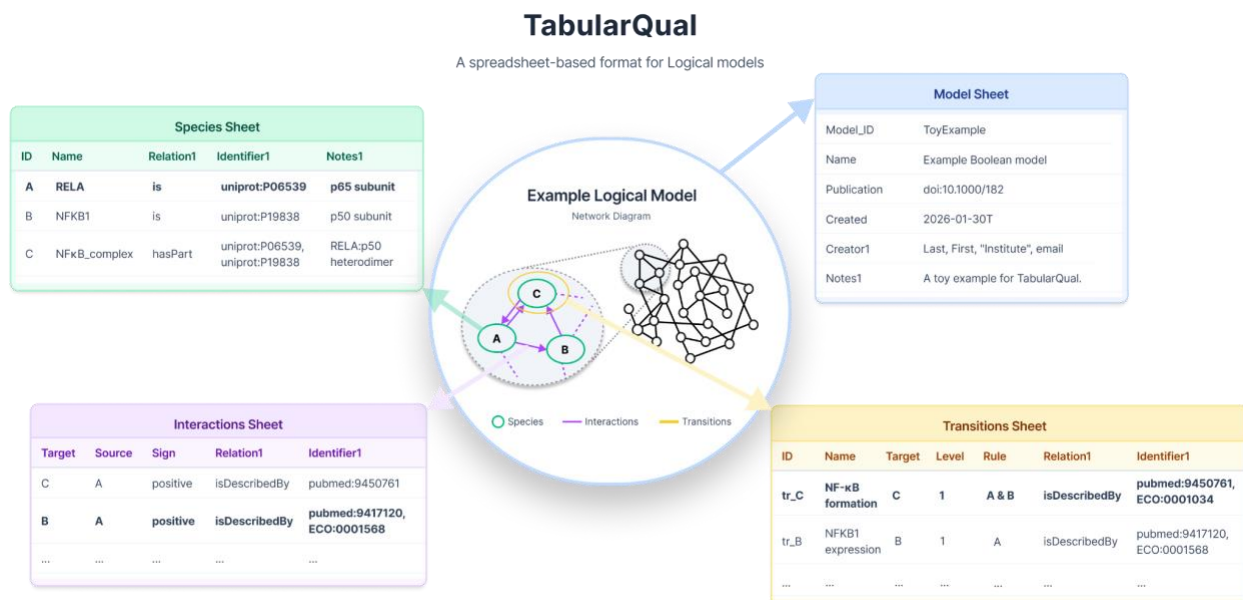 TabularQual
A spreadsheet-based format for Logical models
Species Sheet
ID Name Relation1 Identifier1 Notes1
A RELA is uniprot:P06539 p65 subunit
B NFKB1 is uniprot:P19838 p50 subunit
C NFκB_complex hasPart uniprot:P06539, uniprot:P19838 RELA:p50 heterodimer
Model Sheet
Model_ID ToyExample
Name Example Boolean model
Publication doi:10.1000/182
Created 2026-01-30T
Creator1 Last, First, "Institute", email
Notes1 A toy example for TabularQual.
Example Logical Model
Network Diagram
C
A
B
Species Interactions Transitions
Interactions Sheet
Target Source Sign Relation1 Identifier1
C A positive isDescribedBy pubmed:9450761
B A positive isDescribedBy pubmed:9417120, ECO:0001568
... ... ... ... ...
Transitions Sheet
ID Name Target Level Rule Relation1 Identifier1
tr_C NF-κB formation C 1 A & B isDescribedBy pubmed:9450761, ECO:0001034
tr_B NFKB1 expression B 1 A isDescribedBy pubmed:9417120, ECO:0001568
... ... ... ... ... ... ...